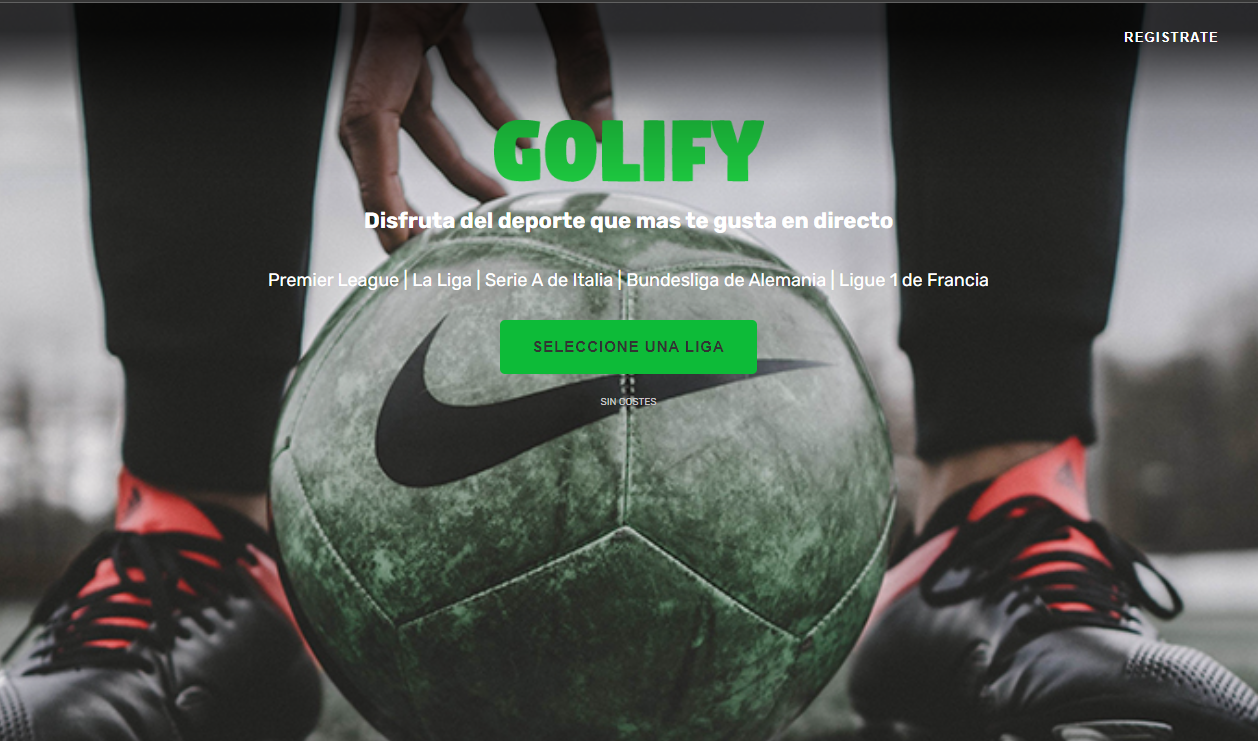 REGISTRATE
GOLIFY
Disfruta del deporte que mas te gusta en directo
Premier League | La Liga | Serie A de Italia | Bundesliga de Alemania | Ligue 1 de Francia
SELECCIONE UNA LIGA
SIN COSTES